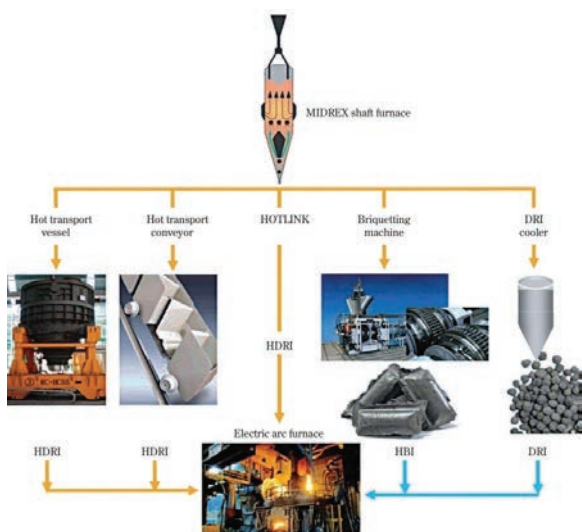 MIDREX shaft furnace
Hot transport
vessel
Hot transport
conveyor
HOTLINK
Briquetting
machine
DRI
cooler
HDRI
Electric arc furnace
HDRI
HDRI
HBI
DRI